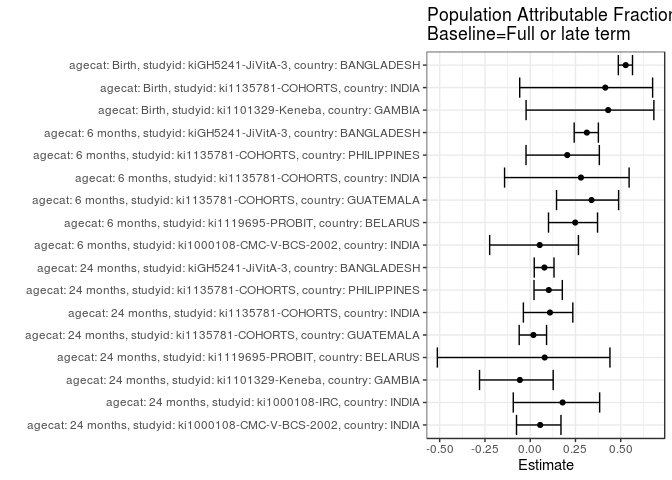 Population Attributable Fraction
Baseline=Full or late term
agecat: Birth, studyid: kiGH5241-JiVitA-3, country: BANGLADESH
agecat: Birth, studyid: ki1135781-COHORTS, country: INDIA
agecat: Birth, studyid: ki1101329-Keneba, country: GAMBIA
agecat: 6 months, studyid: kiGH5241-JiVitA-3, country: BANGLADESH
agecat: 6 months, studyid: ki1135781-COHORTS, country: PHILIPPINES
agecat: 6 months, studyid: ki1135781-COHORTS, country: INDIA
agecat: 6 months, studyid: ki1135781-COHORTS, country: GUATEMALA
agecat: 6 months, studyid: ki1119695-PROBIT, country: BELARUS
agecat: 6 months, studyid: ki1000108-CMC-V-BCS-2002, country: INDIA
agecat: 24 months, studyid: kiGH5241-JiVitA-3, country: BANGLADESH
agecat: 24 months, studyid: ki1135781-COHORTS, country: PHILIPPINES
agecat: 24 months, studyid: ki1135781-COHORTS, country: INDIA
agecat: 24 months, studyid: ki1135781-COHORTS, country: GUATEMALA
agecat: 24 months, studyid: ki1119695-PROBIT, country: BELARUS
agecat: 24 months, studyid: ki1101329-Keneba, country: GAMBIA
agecat: 24 months, studyid: ki1000108-IRC, country: INDIA
agecat: 24 months, studyid: ki1000108-CMC-V-BCS-2002, country: INDIA
-0.50 -0.25 0.00 0.25 0.50
Estimate